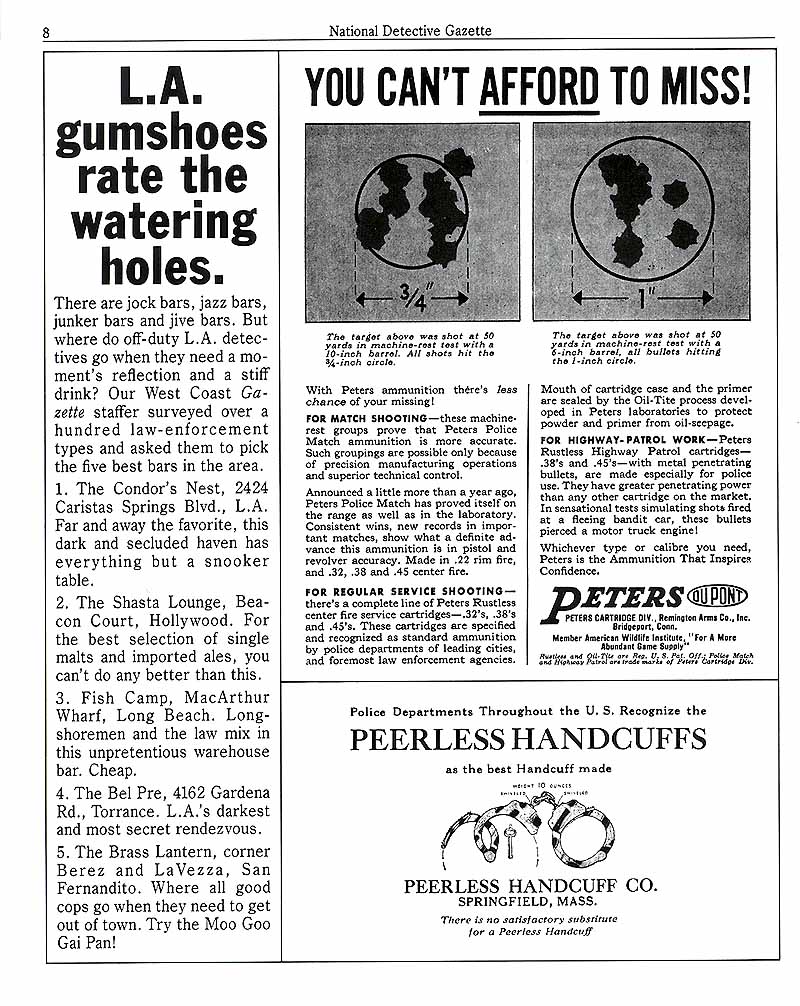 8
National Detective Gazette
L.A.
gumshoes
rate the
watering
holes.
There are jock bars, jazz bars,
junker bars and jive bars. But
where do off-duty L.A. detec-
tives go when they need a mo-
ment's reflection and a stiff
drink? Our West Coast Ga-
zette staffer surveyed over a
hundred law-enforcement
types and asked them to pick
the five best bars in the area.
1. The Condor's Nest, 2424
Caristas Springs Blvd., L.A.
Far and away the favorite, this
dark and secluded haven has
everything but a snooker
table.
2. The Shasta Lounge, Bea-
con Court, Hollywood. For
the best selection of single
malts and imported ales, you
can't do any better than this.
3. Fish Camp, MacArthur
Wharf, Long Beach. Long-
shoremen and the law mix in
this unpretentious warehouse
bar. Cheap.
4. The Bel Pre, 4162 Gardena
Rd., Torrance. L.A.'s darkest
and most secret rendezvous.
5. The Brass Lantern, corner
Berez and LaVezza, San
Fernandito. Where all good
cops go when they need to get
out of town. Try the Moo Goo
Gai Pan!
YOU CAN'T AFFORD TO MISS!
3/4"
The target above was shot at 50
yards in machine-rest test with a
10-inch barrel. All shots hit the
3/4-inch circle.
1"
The target above was shot at 50
yards in machine-rest test with a
6-inch barrel, all bullets hitting
the 1-inch circle.
With Peters ammunition there's less
chance of your missing!
FOR MATCH SHOOTING—these machine-
rest groups prove that Peters Police
Match ammunition is more accurate.
Such groupings are possible only because
of precision manufacturing operations
and superior technical control.
Announced a little more than a year ago,
Peters Police Match has proved itself on
the range as well as in the laboratory.
Consistent wins, new records in impor-
tant matches, show what a definite ad-
vance this ammunition is in pistol and
revolver accuracy. Made in .22 rim fire,
and .32, .38 and .45 center fire.
FOR REGULAR SERVICE SHOOTING—
there's a complete line of Peters Rustless
center fire service cartridges—.32's, .38's
and .45's. These cartridges are specified
and recognized as standard ammunition
by police departments of leading cities,
and foremost law enforcement agencies.
Mouth of cartridge case and the primer
are sealed by the Oil-Tite process devel-
oped in Peters laboratories to protect
powder and primer from oil-seepage.
FOR HIGHWAY-PATROL WORK—Peters
Rustless Highway Patrol cartridges—
.38's and .45's—with metal penetrating
bullets, are made especially for police
use. They have greater penetrating power
than any other cartridge on the market.
In sensational tests simulating shots fired
at a fleeing bandit car, these bullets
pierced a motor truck engine!
Whichever type or calibre you need,
Peters is the Ammunition That Inspires
Confidence.
PETERS DU PONT
PETERS CARTRIDGE DIV., Remington Arms Co., Inc.
Bridgeport, Conn.
Member American Wildlife Institute, "For A More
Abundant Game Supply"
Rustless and Oil-Tite are Reg. U. S. Pat. Off.; Police Match
and Highway Patrol are trade marks of Peters Cartridge Div.
Police Departments Throughout the U. S. Recognize the
PEERLESS HANDCUFFS
as the best Handcuff made
WEIGHT 10 OUNCES
SWIVELED SWIVELED
PEERLESS HANDCUFF CO.
SPRINGFIELD, MASS.
There is no satisfactory substitute
for a Peerless Handcuff